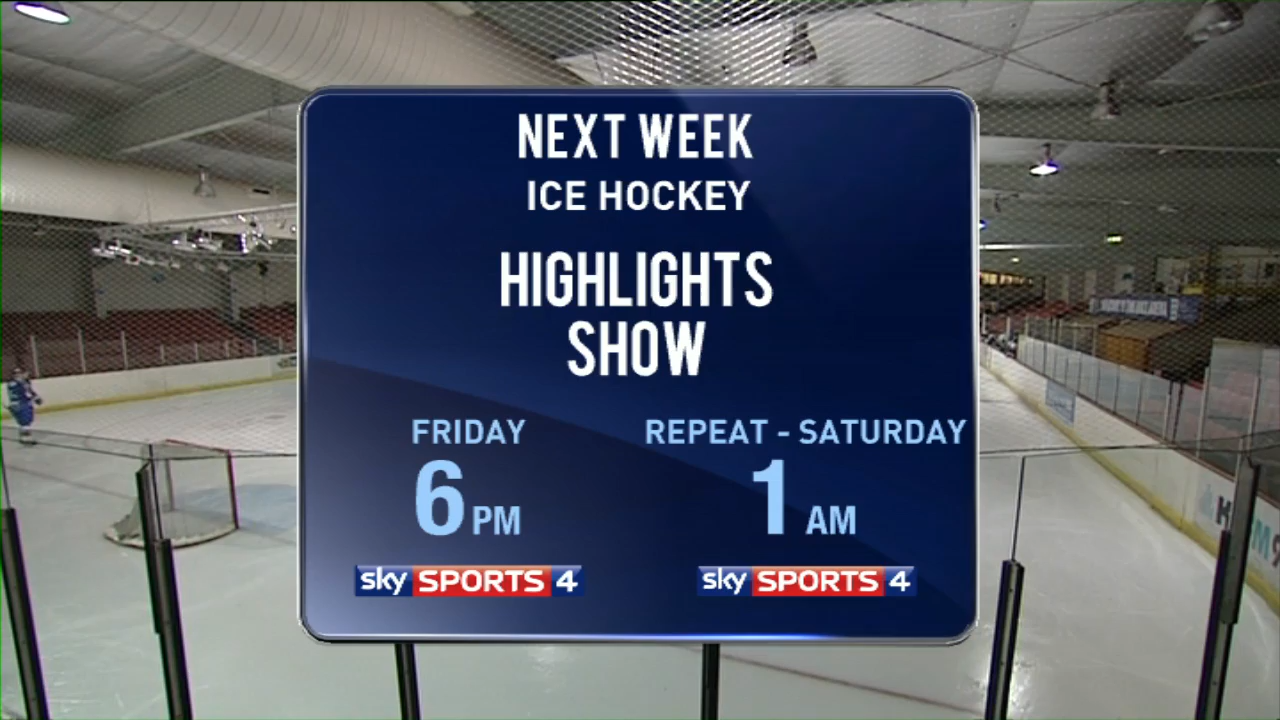 NEXT WEEK
ICE HOCKEY
HIGHLIGHTS
SHOW
FRIDAY
6 PM
sky SPORTS 4
REPEAT - SATURDAY
1 AM
sky SPORTS 4